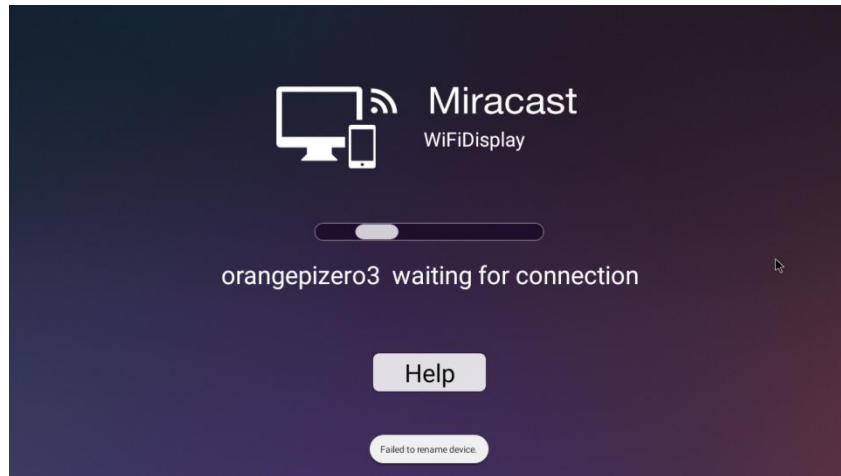 Miracast
WiFiDisplay
orangepizero3 waiting for connection
Help
Failed to rename device.